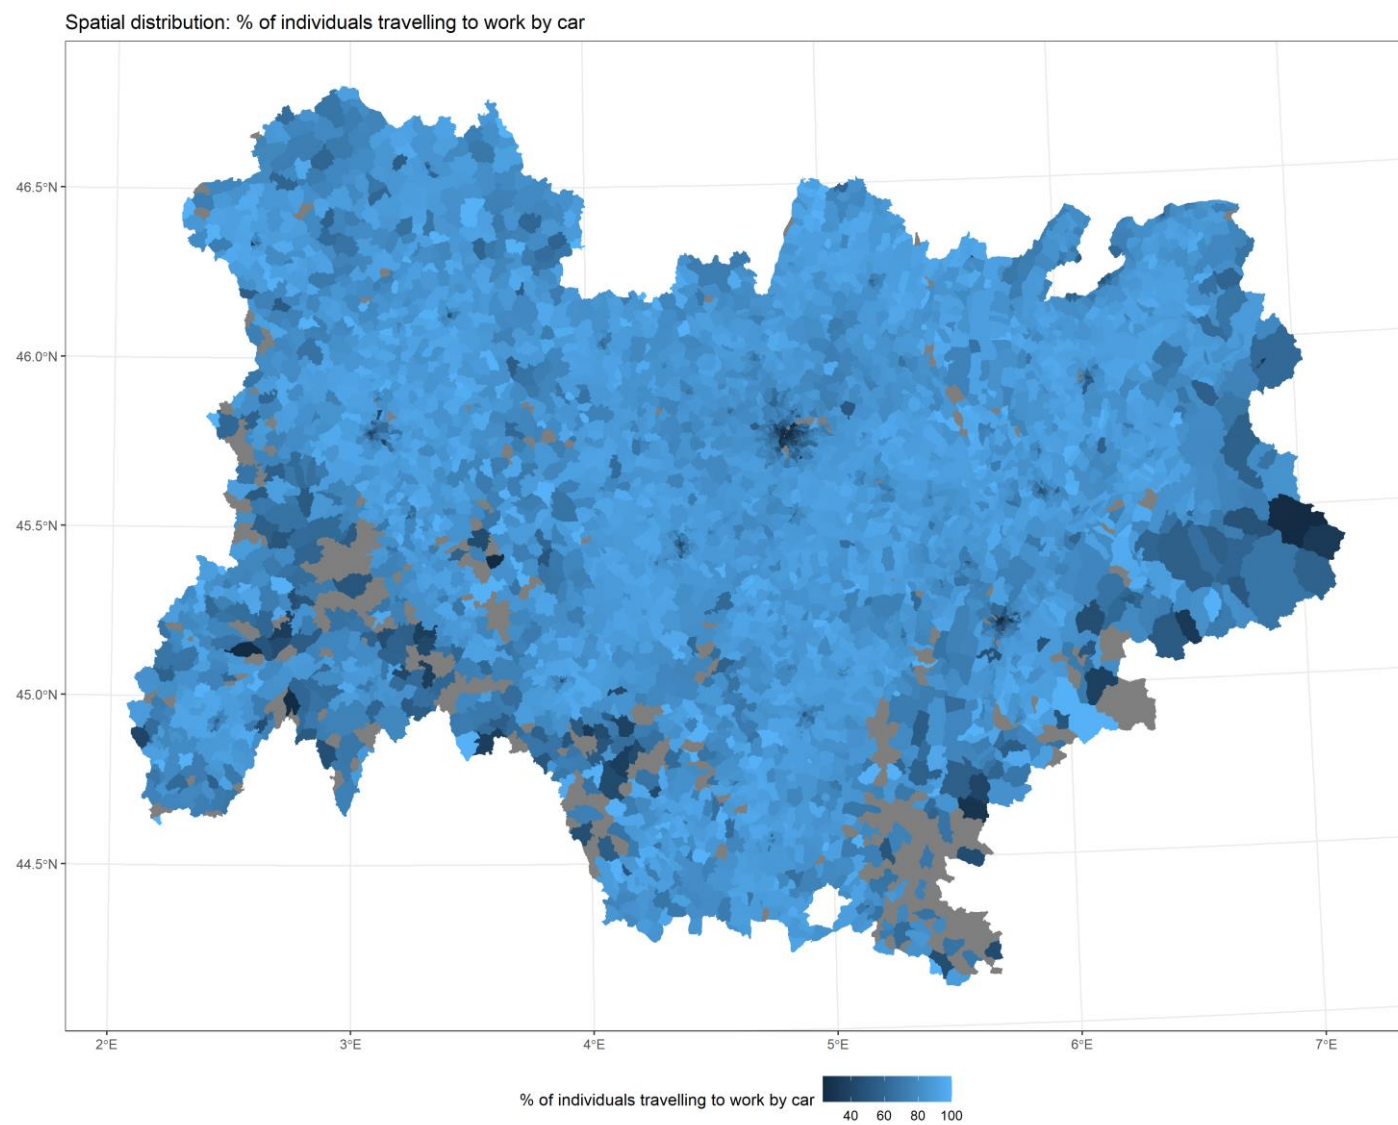 Spatial distribution: % of individuals travelling to work by car
46.5°N
46.0°N
45.5°N
45.0°N
44.5°N
2°E 3°E 4°E 5°E 6°E 7°E
% of individuals travelling to work by car
40 60 80 100